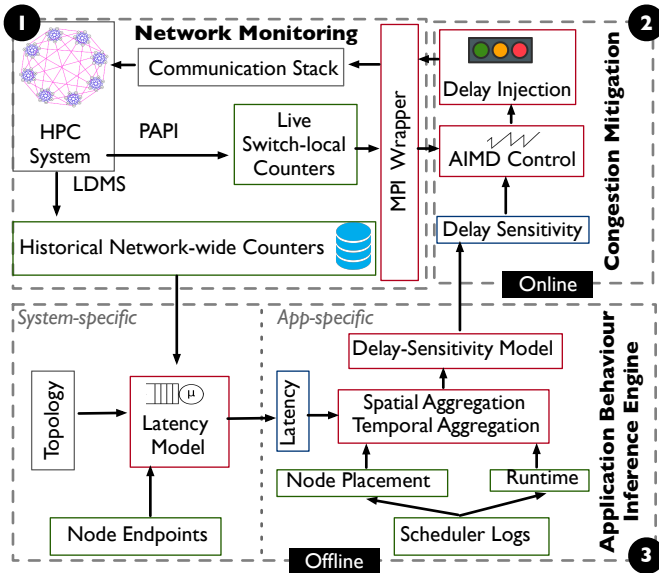 1
Network Monitoring
2
Communication Stack
Delay Injection
HPC
System
PAPI
Live
Switch-local
Counters
MPI Wrapper
AIMD Control
Congestion Mitigation
LDMS
Historical Network-wide Counters
Delay Sensitivity
Online
System-specific
App-specific
Delay-Sensitivity Model
Topology
μ
Latency
Model
Latency
Spatial Aggregation
Temporal Aggregation
Application Behaviour
Inference Engine
Node Placement
Runtime
Node Endpoints
Scheduler Logs
Offline
3